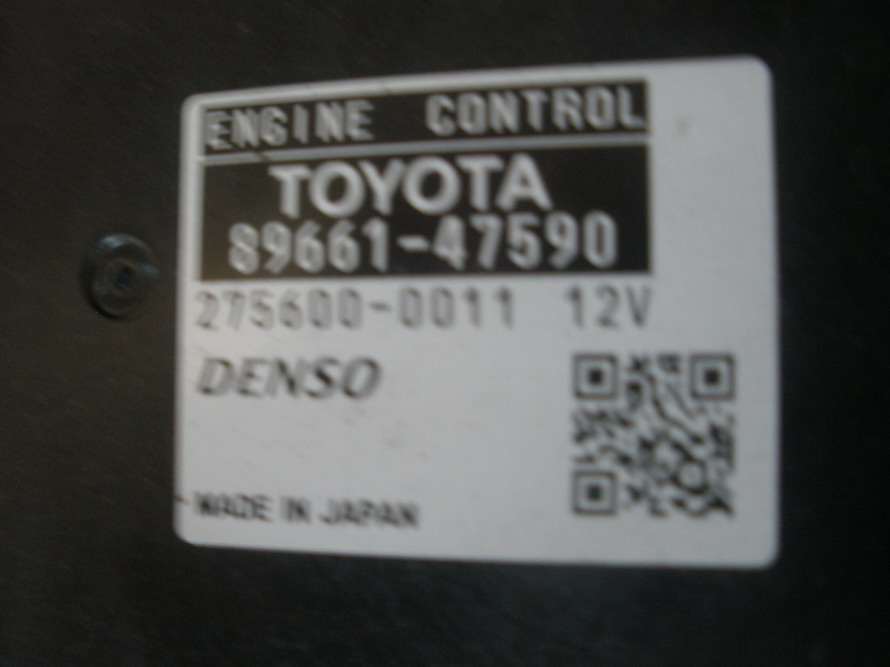 ENGINE CONTROL
TOYOTA
89661-47590
275600-0011 12V
DENSO
MADE IN JAPAN